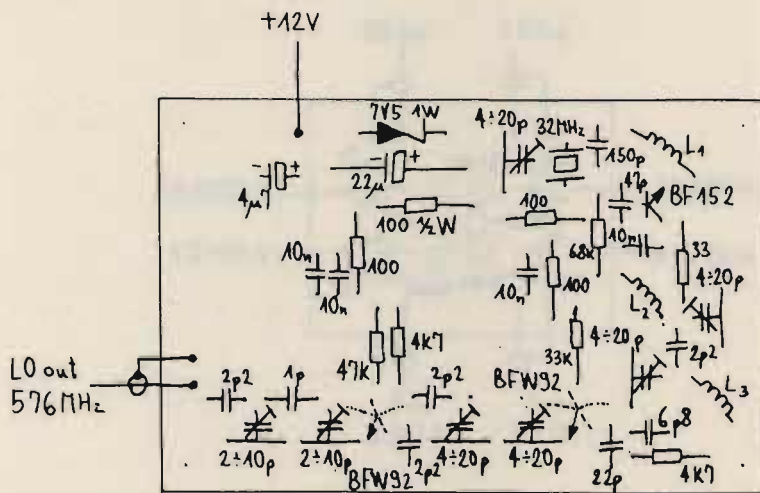 +12V
7V5 1W
4÷20p
32MHz
150p
L1
4µ7
22µ
47p
BF152
100 ½W
100
68K
10n
33
10n
100
10n
10n
100
4÷20p
L2
47K
4K7
33K
4÷20p
2p2
LO out
576MHz
2p2
1p
2p2
BFW92
L3
2÷10p
2÷10p
BFW92
2p2
4÷20p
4÷20p
22p
6p8
4K7